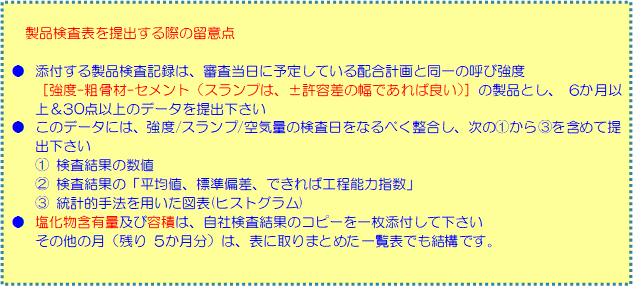 製品検査表を提出する際の留意点
● 添付する製品検査記録は、審査当日に予定している配合計画と同一の呼び強度
［強度-粗骨材-セメント（スランプは、±許容差の幅であれば良い）］の製品とし、 6か月以
上＆30点以上のデータを提出下さい
● このデータには、強度/スランプ/空気量の検査日をなるべく整合し、次の①から③を含めて提
出下さい
① 検査結果の数値
② 検査結果の「平均値、標準偏差、できれば工程能力指数」
③ 統計的手法を用いた図表(ヒストグラム)
● 塩化物含有量及び容積は、自社検査結果のコピーを一枚添付して下さい
その他の月（残り 5か月分）は、表に取りまとめた一覧表でも結構です。